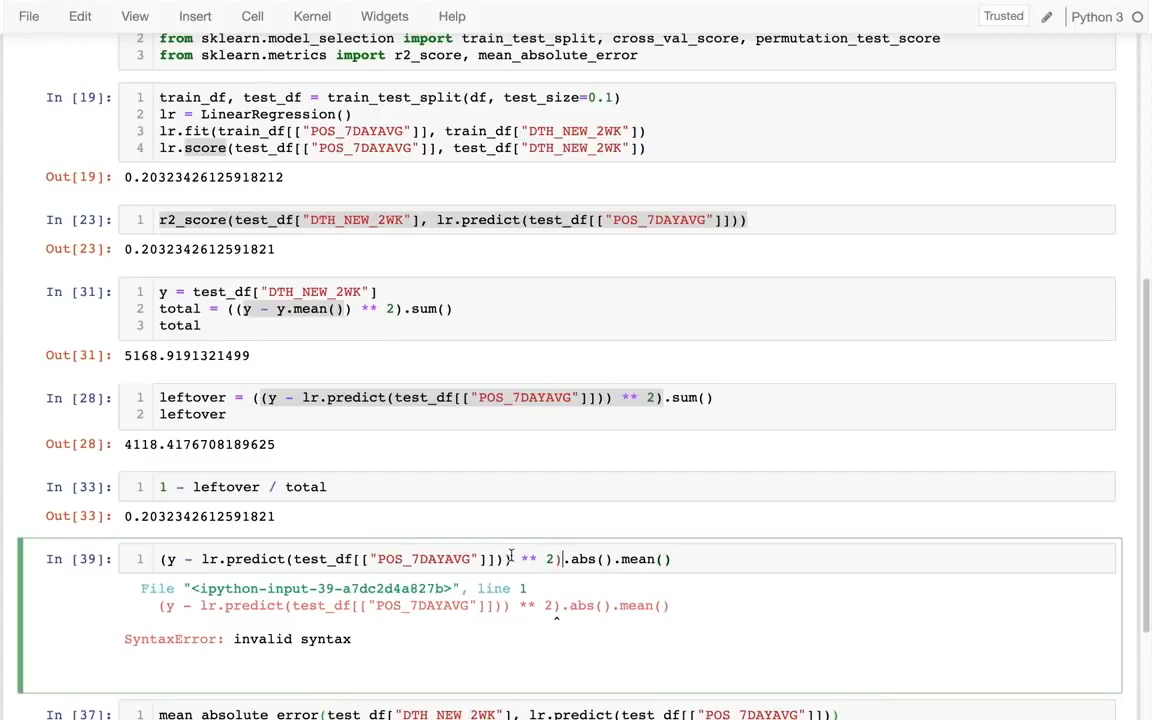 File Edit View Insert Cell Kernel Widgets Help Trusted Python 3
2 from sklearn.model_selection import train_test_split, cross_val_score, permutation_test_score
3 from sklearn.metrics import r2_score, mean_absolute_error
In [19]: 1 train_df, test_df = train_test_split(df, test_size=0.1)
2 lr = LinearRegression()
3 lr.fit(train_df[["POS_7DAYAVG"]], train_df["DTH_NEW_2WK"])
4 lr.score(test_df[["POS_7DAYAVG"]], test_df["DTH_NEW_2WK"])
Out[19]: 0.20323426125918212
In [23]: 1 r2_score(test_df["DTH_NEW_2WK"], lr.predict(test_df[["POS_7DAYAVG"]]))
Out[23]: 0.2032342612591821
In [31]: 1 y = test_df["DTH_NEW_2WK"]
2 total = ((y - y.mean()) ** 2).sum()
3 total
Out[31]: 5168.9191321499
In [28]: 1 leftover = ((y - lr.predict(test_df[["POS_7DAYAVG"]])) ** 2).sum()
2 leftover
Out[28]: 4118.4176708189625
In [33]: 1 1 - leftover / total
Out[33]: 0.2032342612591821
In [39]: 1 (y - lr.predict(test_df[["POS_7DAYAVG"]])) ** 2).abs().mean()
File "<ipython-input-39-a7dc2d4a827b>", line 1
(y - lr.predict(test_df[["POS_7DAYAVG"]])) ** 2).abs().mean()
^
SyntaxError: invalid syntax
In [37]: 1 mean_absolute_error(test_df["DTH_NEW_2WK"], lr.predict(test_df[["POS_7DAYAVG"]]))